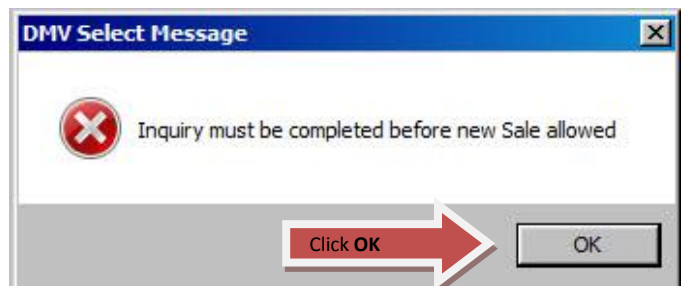 DMV Select Message
Inquiry must be completed before new Sale allowed
Click OK
OK